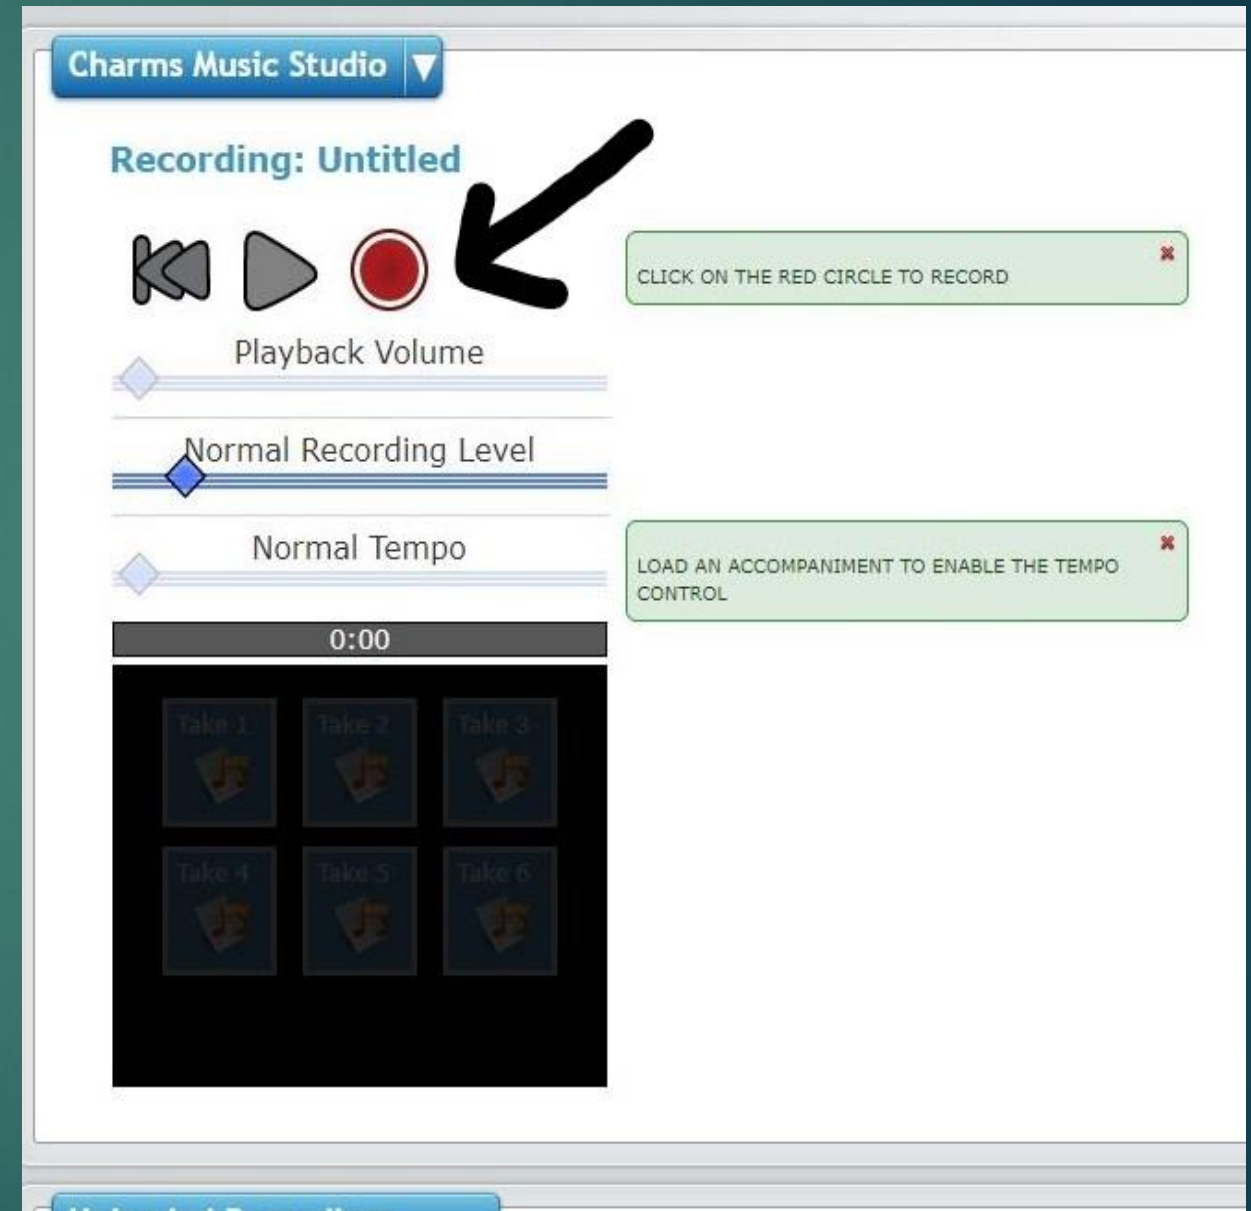 Charms Music Studio
Recording: Untitled
CLICK ON THE RED CIRCLE TO RECORD
Playback Volume
Normal Recording Level
Normal Tempo
LOAD AN ACCOMPANIMENT TO ENABLE THE TEMPO
CONTROL
0:00
Take 1 Take 2 Take 3
Take 4 Take 5 Take 6